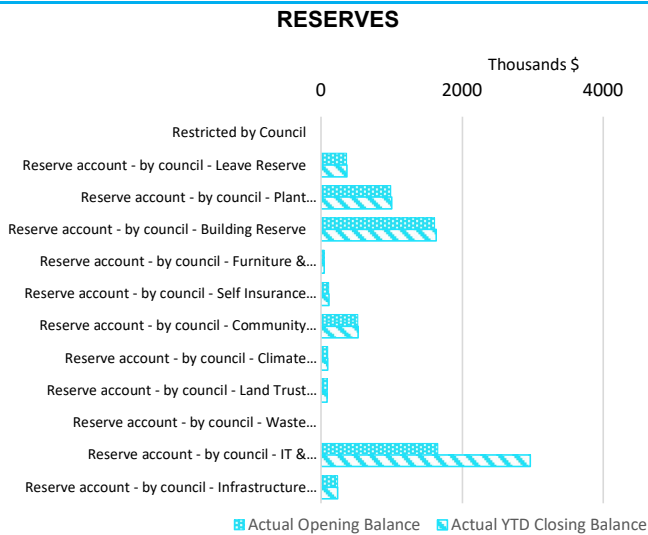 RESERVES
Thousands $
0 2000 4000
Restricted by Council
Reserve account - by council - Leave Reserve
Reserve account - by council - Plant...
Reserve account - by council - Building Reserve
Reserve account - by council - Furniture &...
Reserve account - by council - Self Insurance...
Reserve account - by council - Community...
Reserve account - by council - Climate...
Reserve account - by council - Land Trust...
Reserve account - by council - Waste...
Reserve account - by council - IT &...
Reserve account - by council - Infrastructure...
Actual Opening Balance Actual YTD Closing Balance